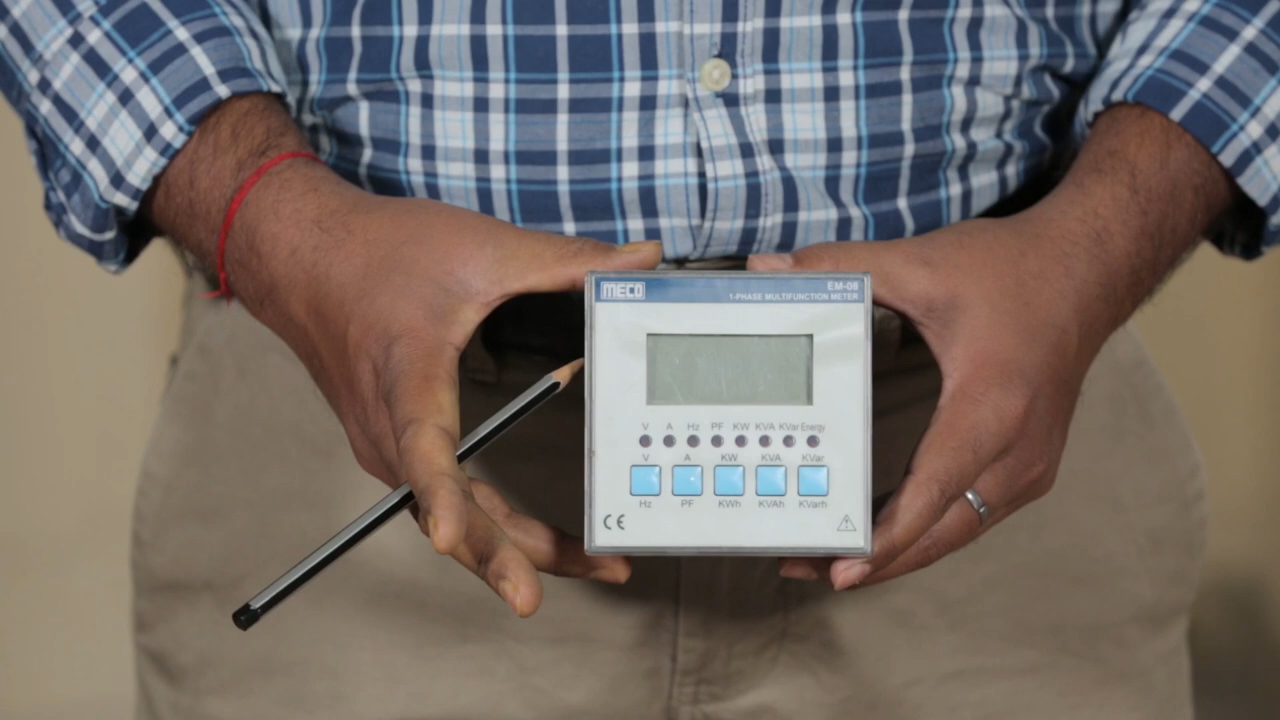 MECO
EM-08
1-PHASE MULTIFUNCTION METER
V A Hz PF KW KVA KVar Energy
V A KW KVA KVar
Hz PF KWh KVAh KVarh
CE